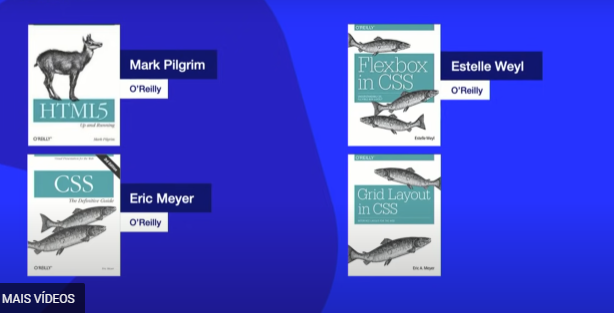 HTML5
Up and Running
O'REILLY
Mark Pilgrim
Mark Pilgrim
O'Reilly
O'REILLY
Flexbox
in CSS
Estelle Weyl
Estelle Weyl
O'Reilly
CSS
The Definitive Guide
O'REILLY
Eric Meyer
O'Reilly
O'REILLY
Grid Layout
in CSS
Eric A. Meyer
MAIS VÍDEOS